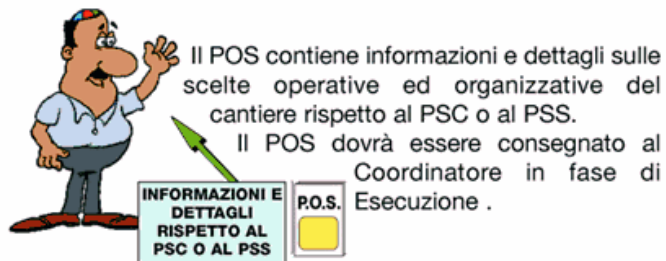 Il POS contiene informazioni e dettagli sulle
scelte operative ed organizzative del
cantiere rispetto al PSC o al PSS.
Il POS dovrà essere consegnato al
Coordinatore in fase di
Esecuzione .
INFORMAZIONI E
DETTAGLI
RISPETTO AL
PSC O AL PSS
P.O.S.